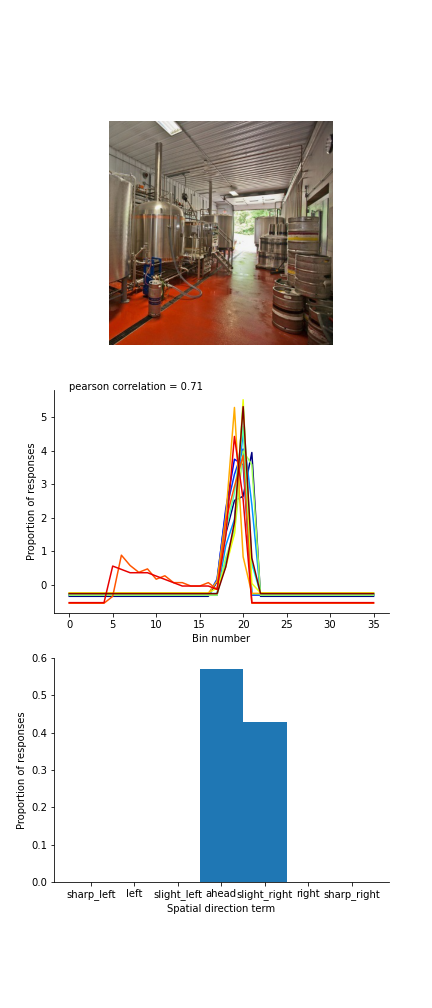 pearson correlation = 0.71
Proportion of responses
5
4
3
2
1
0
0 5 10 15 20 25 30 35
Bin number
Proportion of responses
0.6
0.5
0.4
0.3
0.2
0.1
0.0
sharp_left left slight_left ahead slight_right right sharp_right
Spatial direction term